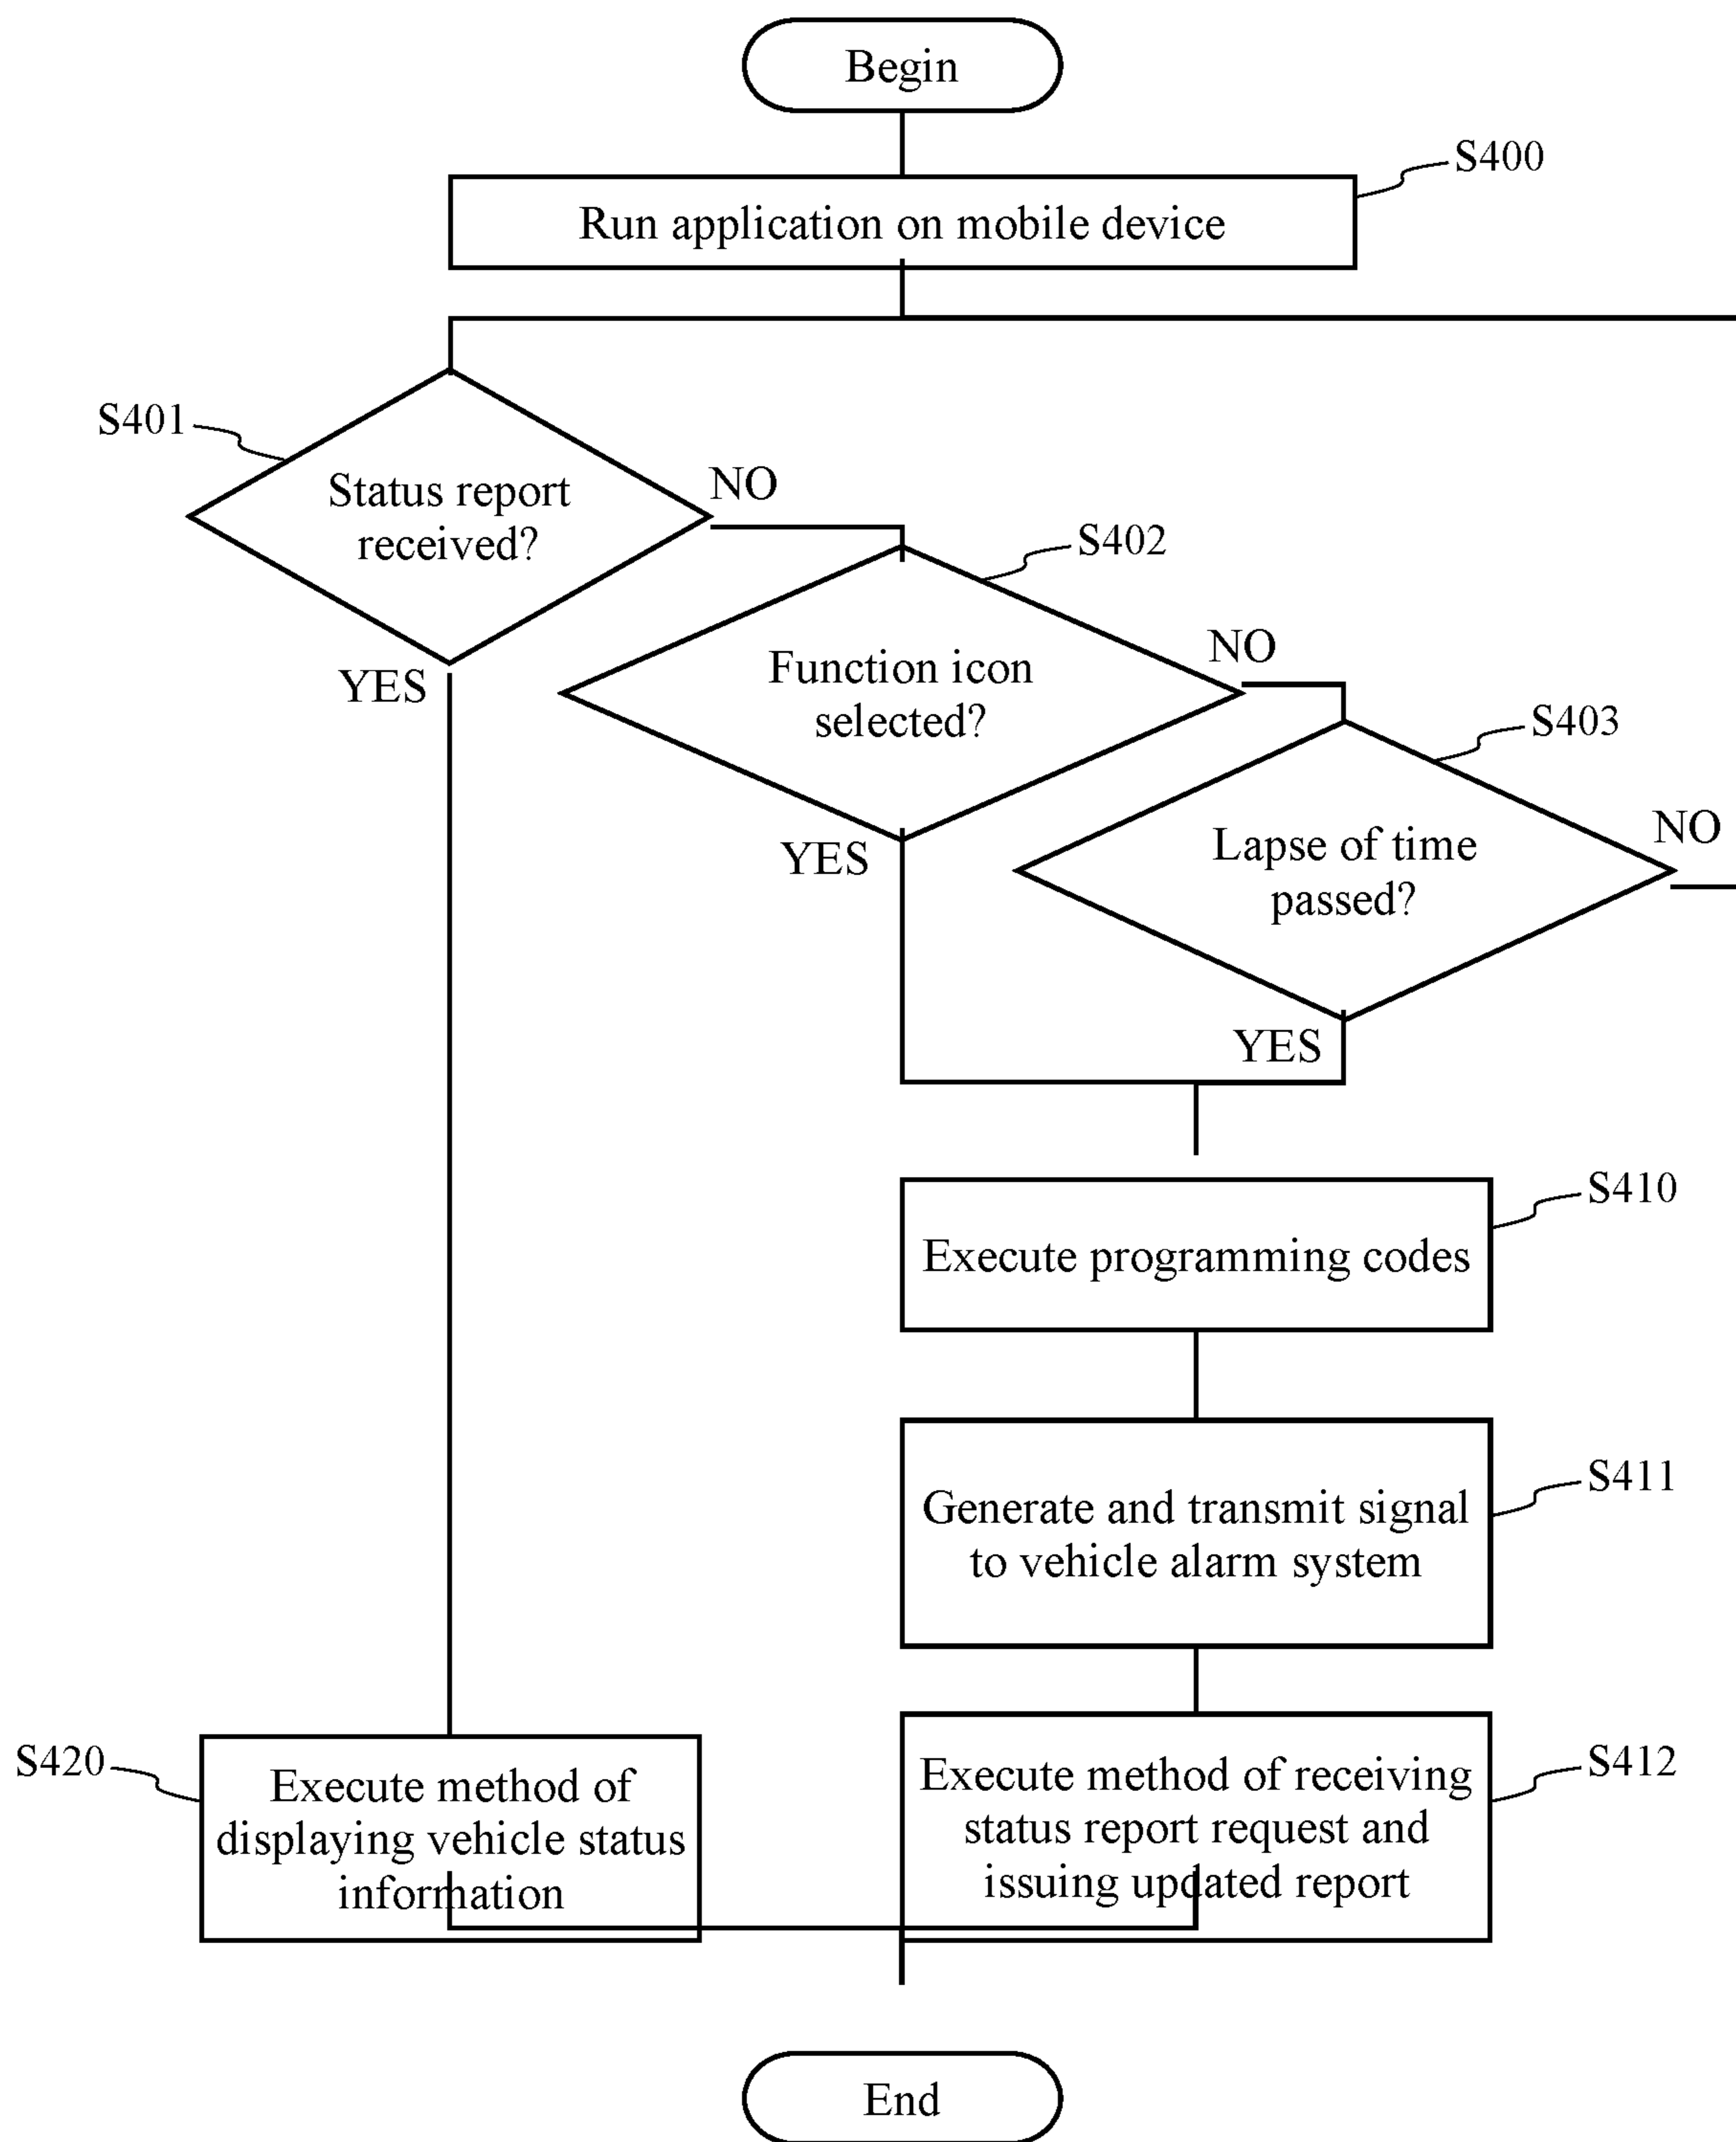 Begin
S400
Run application on mobile device
S401
Status report
received?
NO
YES
S402
Function icon
selected?
NO
YES
S403
Lapse of time
passed?
NO
YES
S410
Execute programming codes
S411
Generate and transmit signal
to vehicle alarm system
S420
Execute method of
displaying vehicle status
information
S412
Execute method of receiving
status report request and
issuing updated report
End